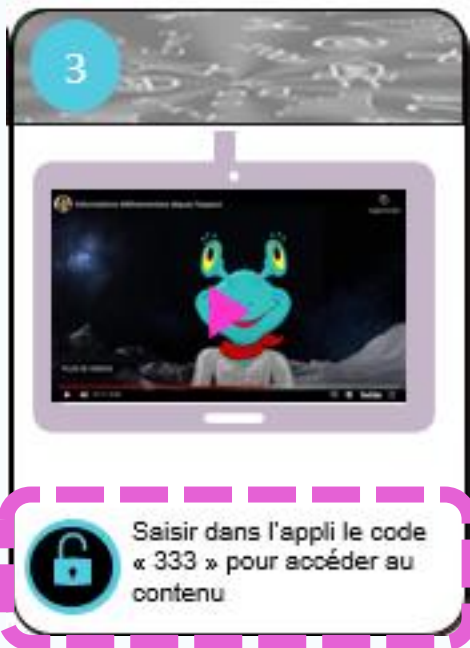 3
Saisir dans l'appli le code
« 333 » pour accéder au
contenu